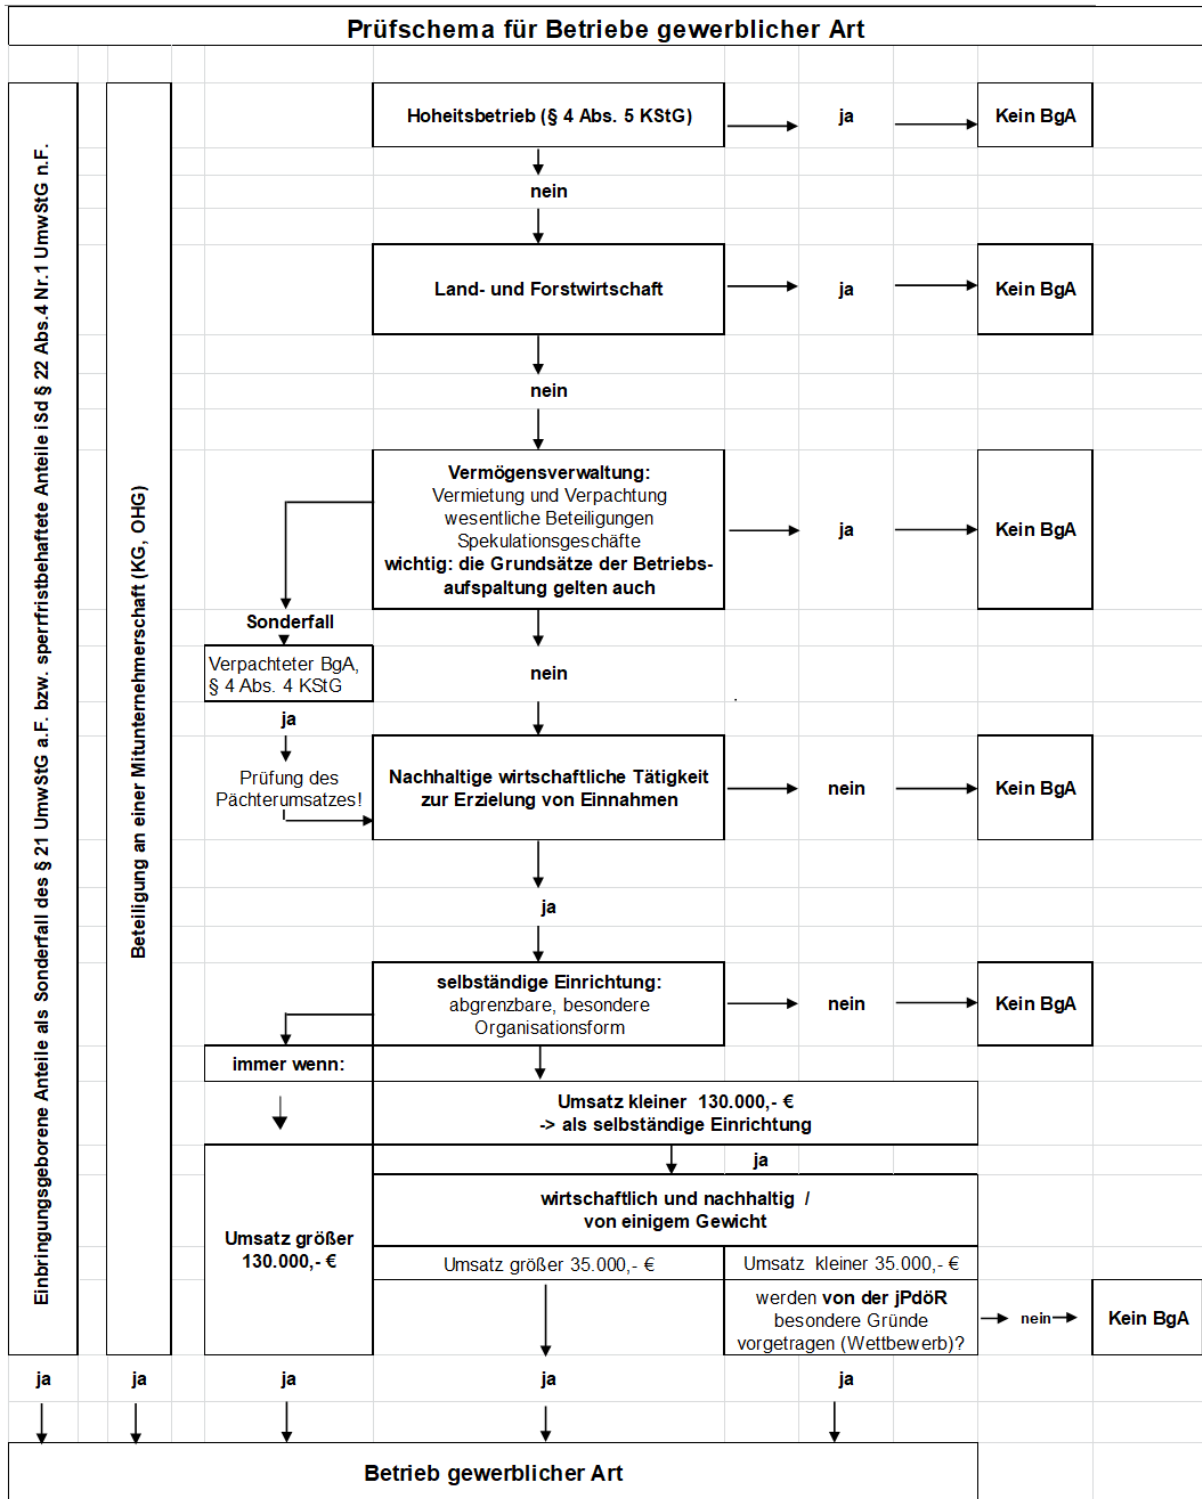 Prüfschema für Betriebe gewerblicher Art
Einbringungsgeborene Anteile als Sonderfall des § 21 UmwStG a.F. bzw. sperrfristbehaftete Anteile iSd § 22 Abs.4 Nr.1 UmwStG n.F.
Beteiligung an einer Mitunternehmerschaft (KG, OHG)
Hoheitsbetrieb (§ 4 Abs. 5 KStG)
ja
Kein BgA
nein
Land- und Forstwirtschaft
ja
Kein BgA
nein
Vermögensverwaltung:
Vermietung und Verpachtung
wesentliche Beteiligungen
Spekulationsgeschäfte
wichtig: die Grundsätze der Betriebs-
aufspaltung gelten auch
ja
Kein BgA
Sonderfall
Verpachteter BgA,
§ 4 Abs. 4 KStG
nein
ja
Prüfung des
Pächterumsatzes!
Nachhaltige wirtschaftliche Tätigkeit
zur Erzielung von Einnahmen
nein
Kein BgA
ja
selbständige Einrichtung:
abgrenzbare, besondere
Organisationsform
nein
Kein BgA
immer wenn:
Umsatz kleiner 130.000,- €
-> als selbständige Einrichtung
ja
wirtschaftlich und nachhaltig /
von einigem Gewicht
Umsatz größer
130.000,- €
Umsatz größer 35.000,- €
Umsatz kleiner 35.000,- €
werden von der jPdöR
besondere Gründe
vorgetragen (Wettbewerb)?
nein
Kein BgA
ja
ja
ja
ja
ja
Betrieb gewerblicher Art